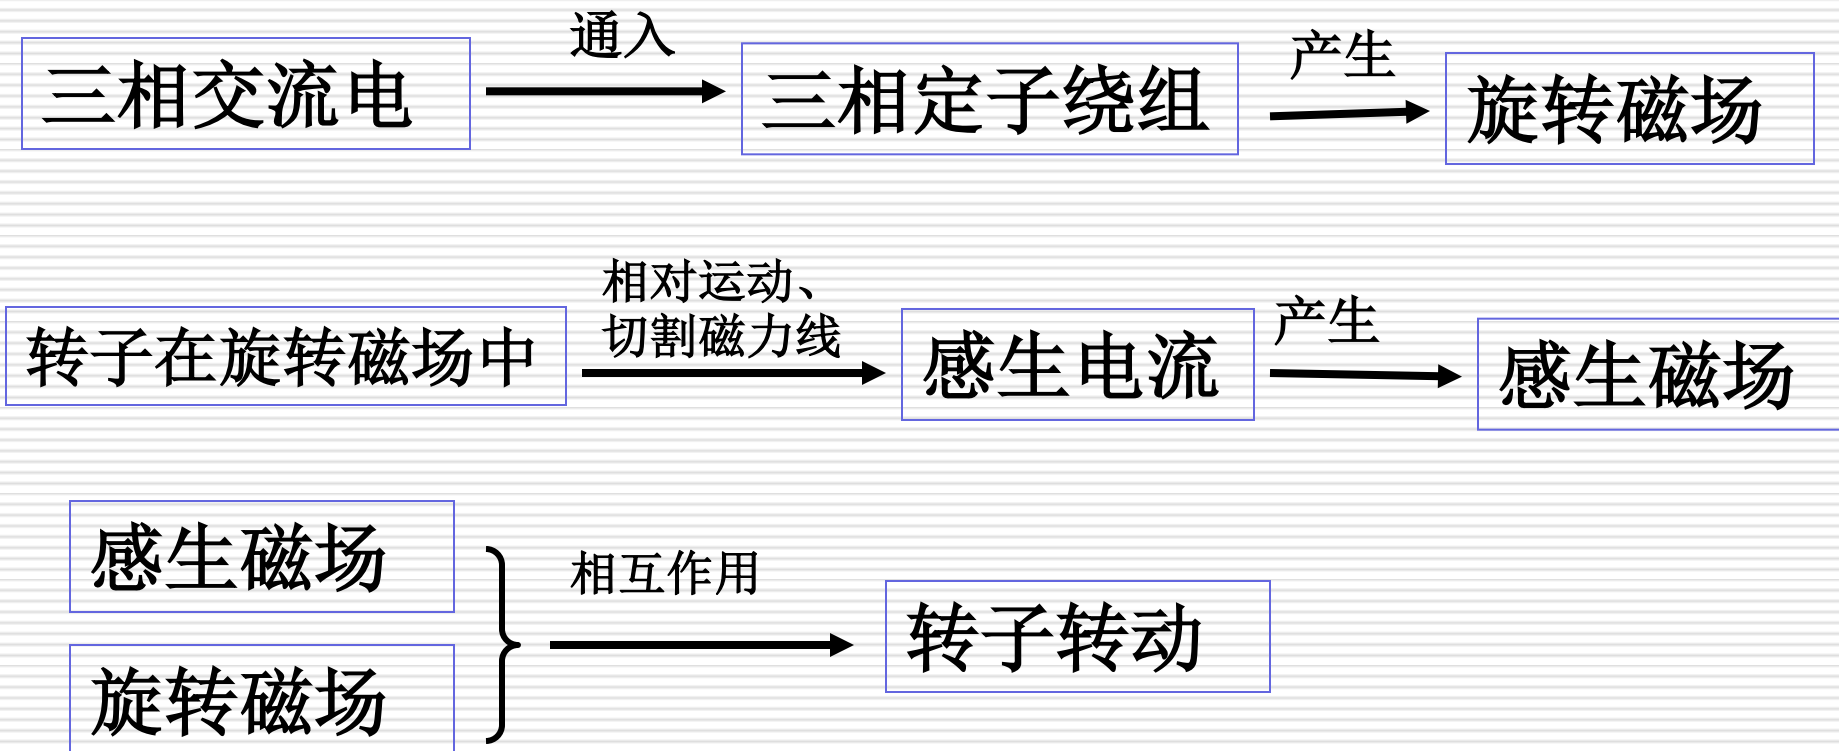 三相交流电
通入
三相定子绕组
产生
旋转磁场
转子在旋转磁场中
相对运动、
切割磁力线
感生电流
产生
感生磁场
感生磁场
旋转磁场
相互作用
转子转动